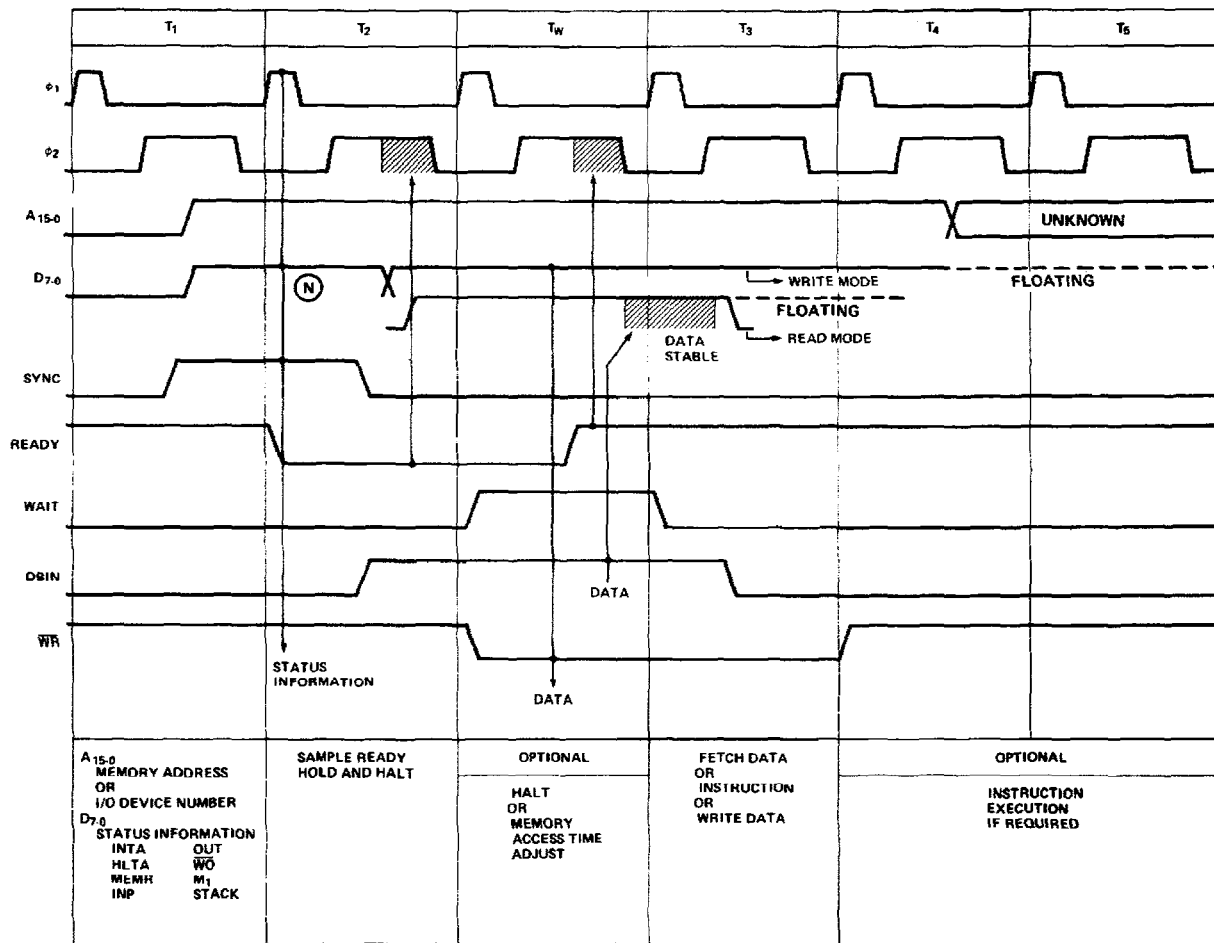 T1 T2 TW T3 T4 T5
φ1
φ2
A15-0
UNKNOWN
D7-0
N
WRITE MODE
FLOATING
FLOATING
DATA
STABLE
READ MODE
SYNC
READY
WAIT
DBIN
DATA
WR
STATUS
INFORMATION
DATA
A15-0
MEMORY ADDRESS
OR
I/O DEVICE NUMBER
D7-0
STATUS INFORMATION
INTA OUT
HLTA WO
MEMR M1
INP STACK
SAMPLE READY
HOLD AND HALT
OPTIONAL
HALT
OR
MEMORY
ACCESS TIME
ADJUST
FETCH DATA
OR
INSTRUCTION
OR
WRITE DATA
OPTIONAL
INSTRUCTION
EXECUTION
IF REQUIRED